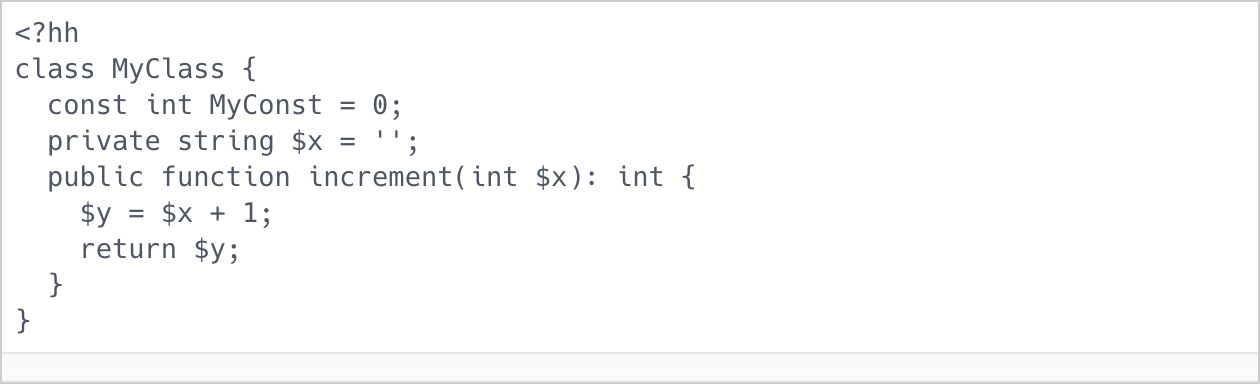 <?hh
class MyClass {
  const int MyConst = 0;
  private string $x = '';
  public function increment(int $x): int {
    $y = $x + 1;
    return $y;
  }
}